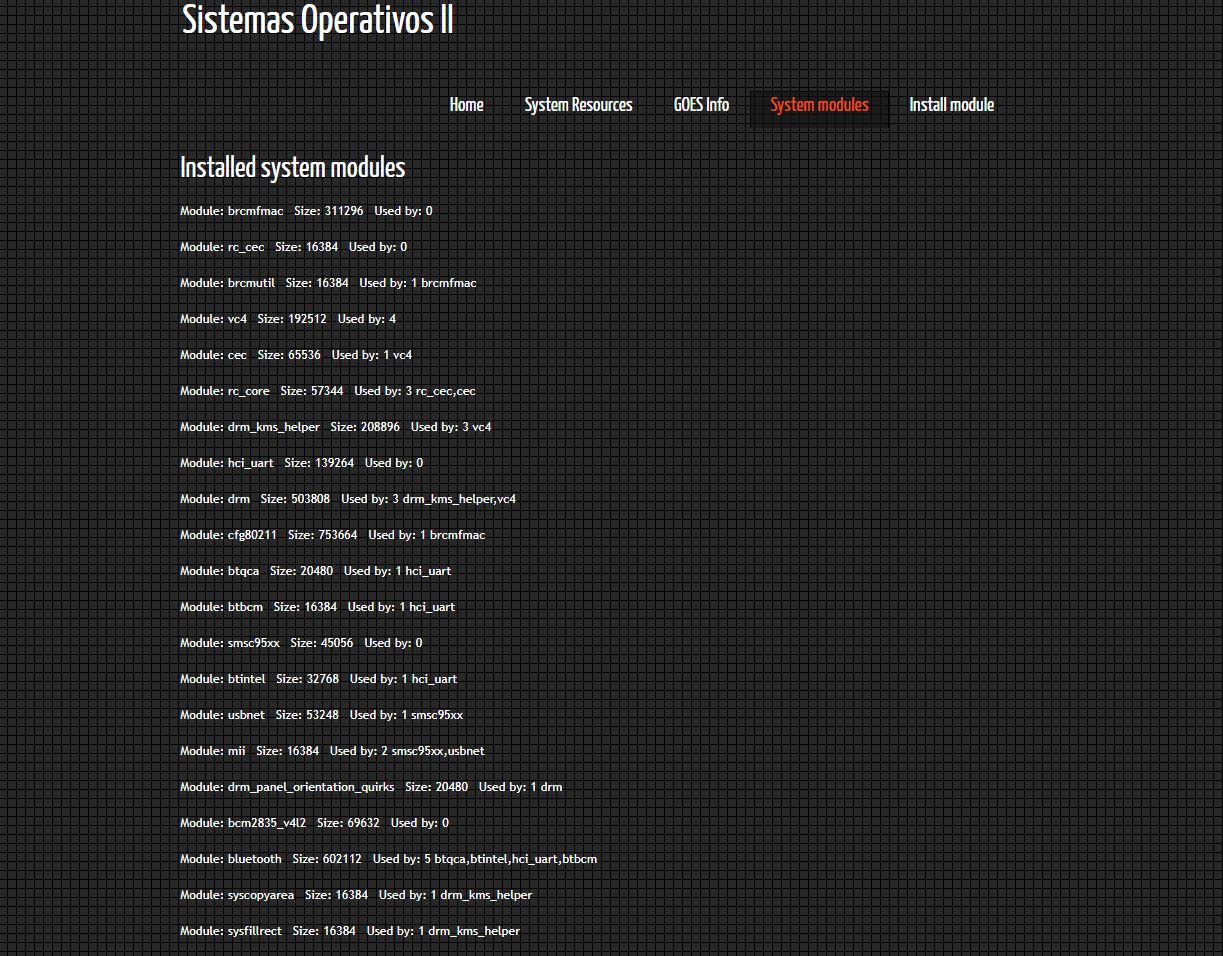 Sistemas Operativos II
Home System Resources GOES Info System modules Install module
Installed system modules
Module: brcmfmac Size: 311296 Used by: 0
Module: rc_cec Size: 16384 Used by: 0
Module: brcmutil Size: 16384 Used by: 1 brcmfmac
Module: vc4 Size: 192512 Used by: 4
Module: cec Size: 65536 Used by: 1 vc4
Module: rc_core Size: 57344 Used by: 3 rc_cec,cec
Module: drm_kms_helper Size: 208896 Used by: 3 vc4
Module: hci_uart Size: 139264 Used by: 0
Module: drm Size: 503808 Used by: 3 drm_kms_helper,vc4
Module: cfg80211 Size: 753664 Used by: 1 brcmfmac
Module: btqca Size: 20480 Used by: 1 hci_uart
Module: btbcm Size: 16384 Used by: 1 hci_uart
Module: smsc95xx Size: 45056 Used by: 0
Module: btintel Size: 32768 Used by: 1 hci_uart
Module: usbnet Size: 53248 Used by: 1 smsc95xx
Module: mii Size: 16384 Used by: 2 smsc95xx,usbnet
Module: drm_panel_orientation_quirks Size: 20480 Used by: 1 drm
Module: bcm2835_v4l2 Size: 69632 Used by: 0
Module: bluetooth Size: 602112 Used by: 5 btqca,btintel,hci_uart,btbcm
Module: syscopyarea Size: 16384 Used by: 1 drm_kms_helper
Module: sysfillrect Size: 16384 Used by: 1 drm_kms_helper